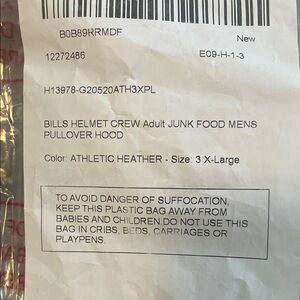 B0B89RRMDF
New
12272486
E09-H-1-3
H13978-G20520ATH3XPL
BILLS HELMET CREW Adult JUNK FOOD MENS
PULLOVER HOOD
Color: ATHLETIC HEATHER - Size: 3 X-Large
TO AVOID DANGER OF SUFFOCATION,
KEEP THIS PLASTIC BAG AWAY FROM
BABIES AND CHILDREN.DO NOT USE THIS
BAG IN CRIBS, BEDS, CARRIAGES OR
PLAYPENS.